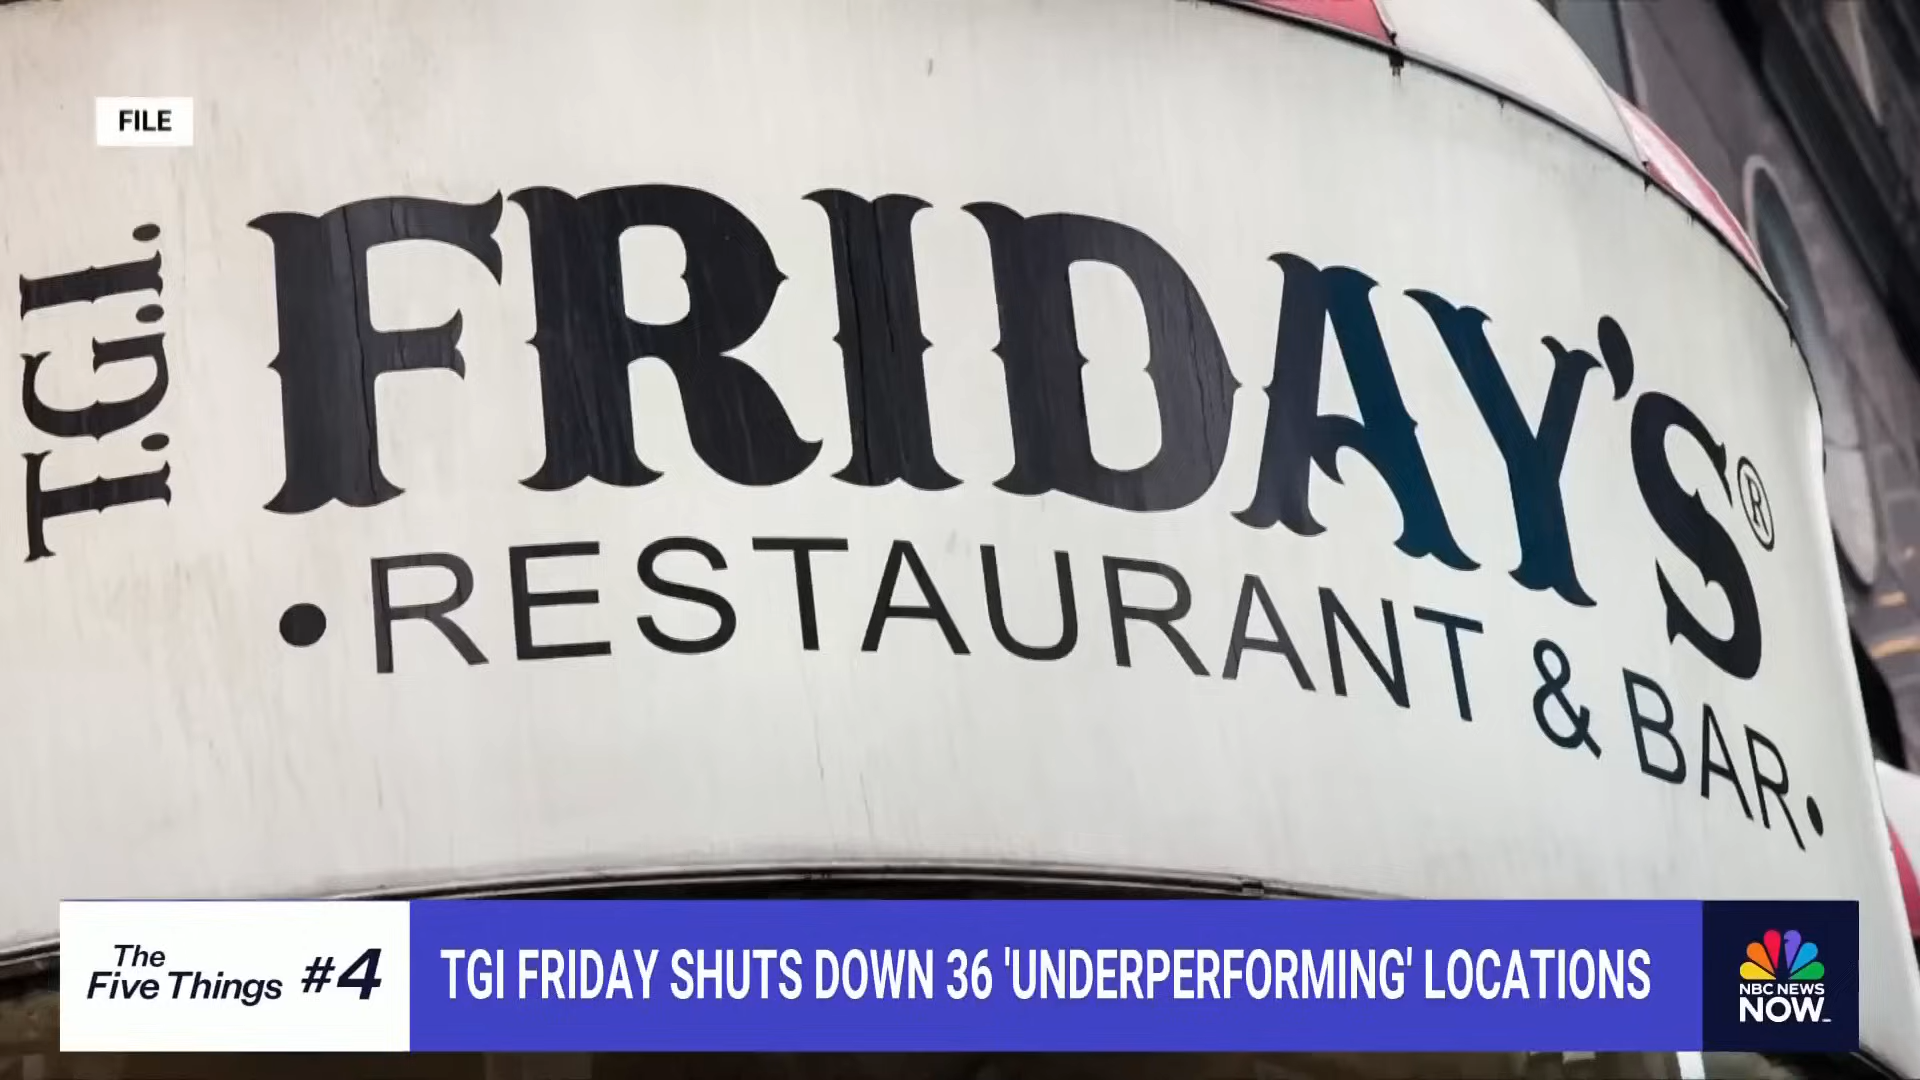 FILE
T.G.I.
FRIDAY'S®
• RESTAURANT & BAR •
The
Five Things
#4
TGI FRIDAY SHUTS DOWN 36 'UNDERPERFORMING' LOCATIONS
NBC NEWS
NOW